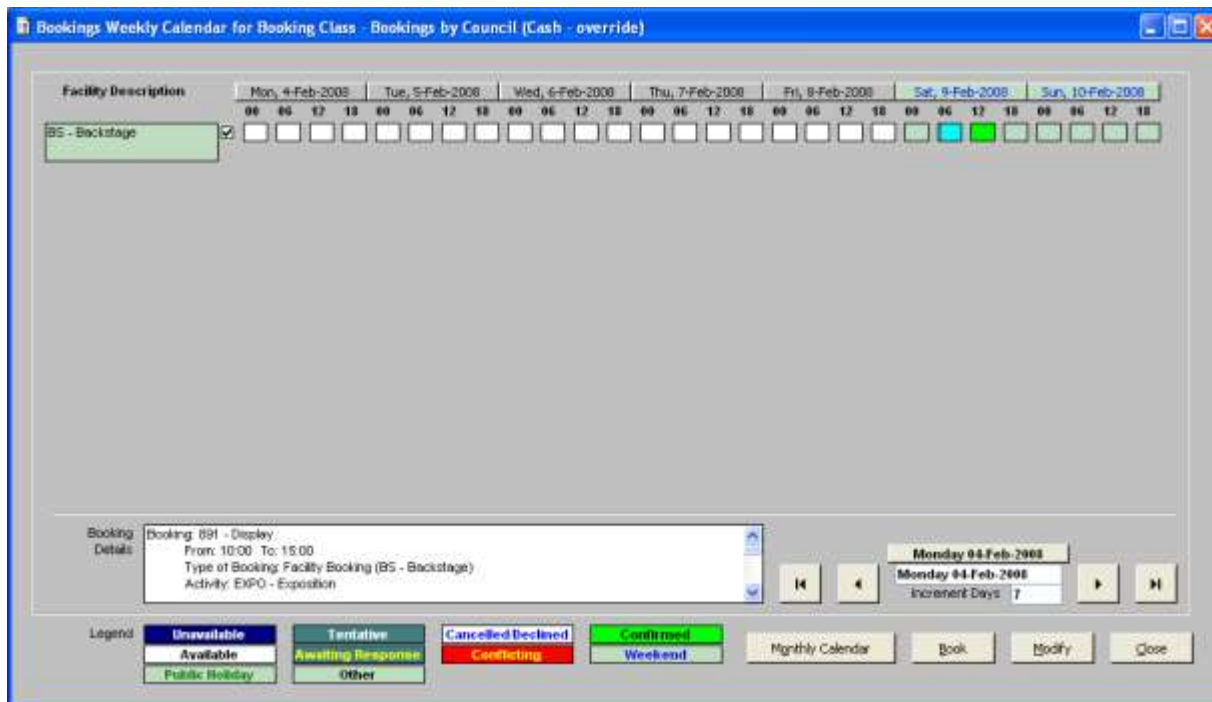 Bookings Weekly Calendar for Booking Class - Bookings by Council (Cash - override)
Facility Description Mon, 4-Feb-2008 Tue, 5-Feb-2008 Wed, 6-Feb-2008 Thu, 7-Feb-2008 Fri, 8-Feb-2008 Sat, 9-Feb-2008 Sun, 10-Feb-2008
00 06 12 18 00 06 12 18 00 06 12 18 00 06 12 18 00 06 12 18 00 06 12 18 00 06 12 18
BS - Backstage
Booking Details
Booking: 891 - Display
From: 10:00 To: 15:00
Type of Booking: Facility Booking (BS - Backstage)
Activity: EXPO - Exposition
Monday 04-Feb-2008
Monday 04-Feb-2008
Increment Days 7
Legend Unavailable Tentative Cancelled Declined Confirmed
Available Awaiting Response Conflicting Weekend
Public Holiday Other
Monthly Calendar Book Modify Close